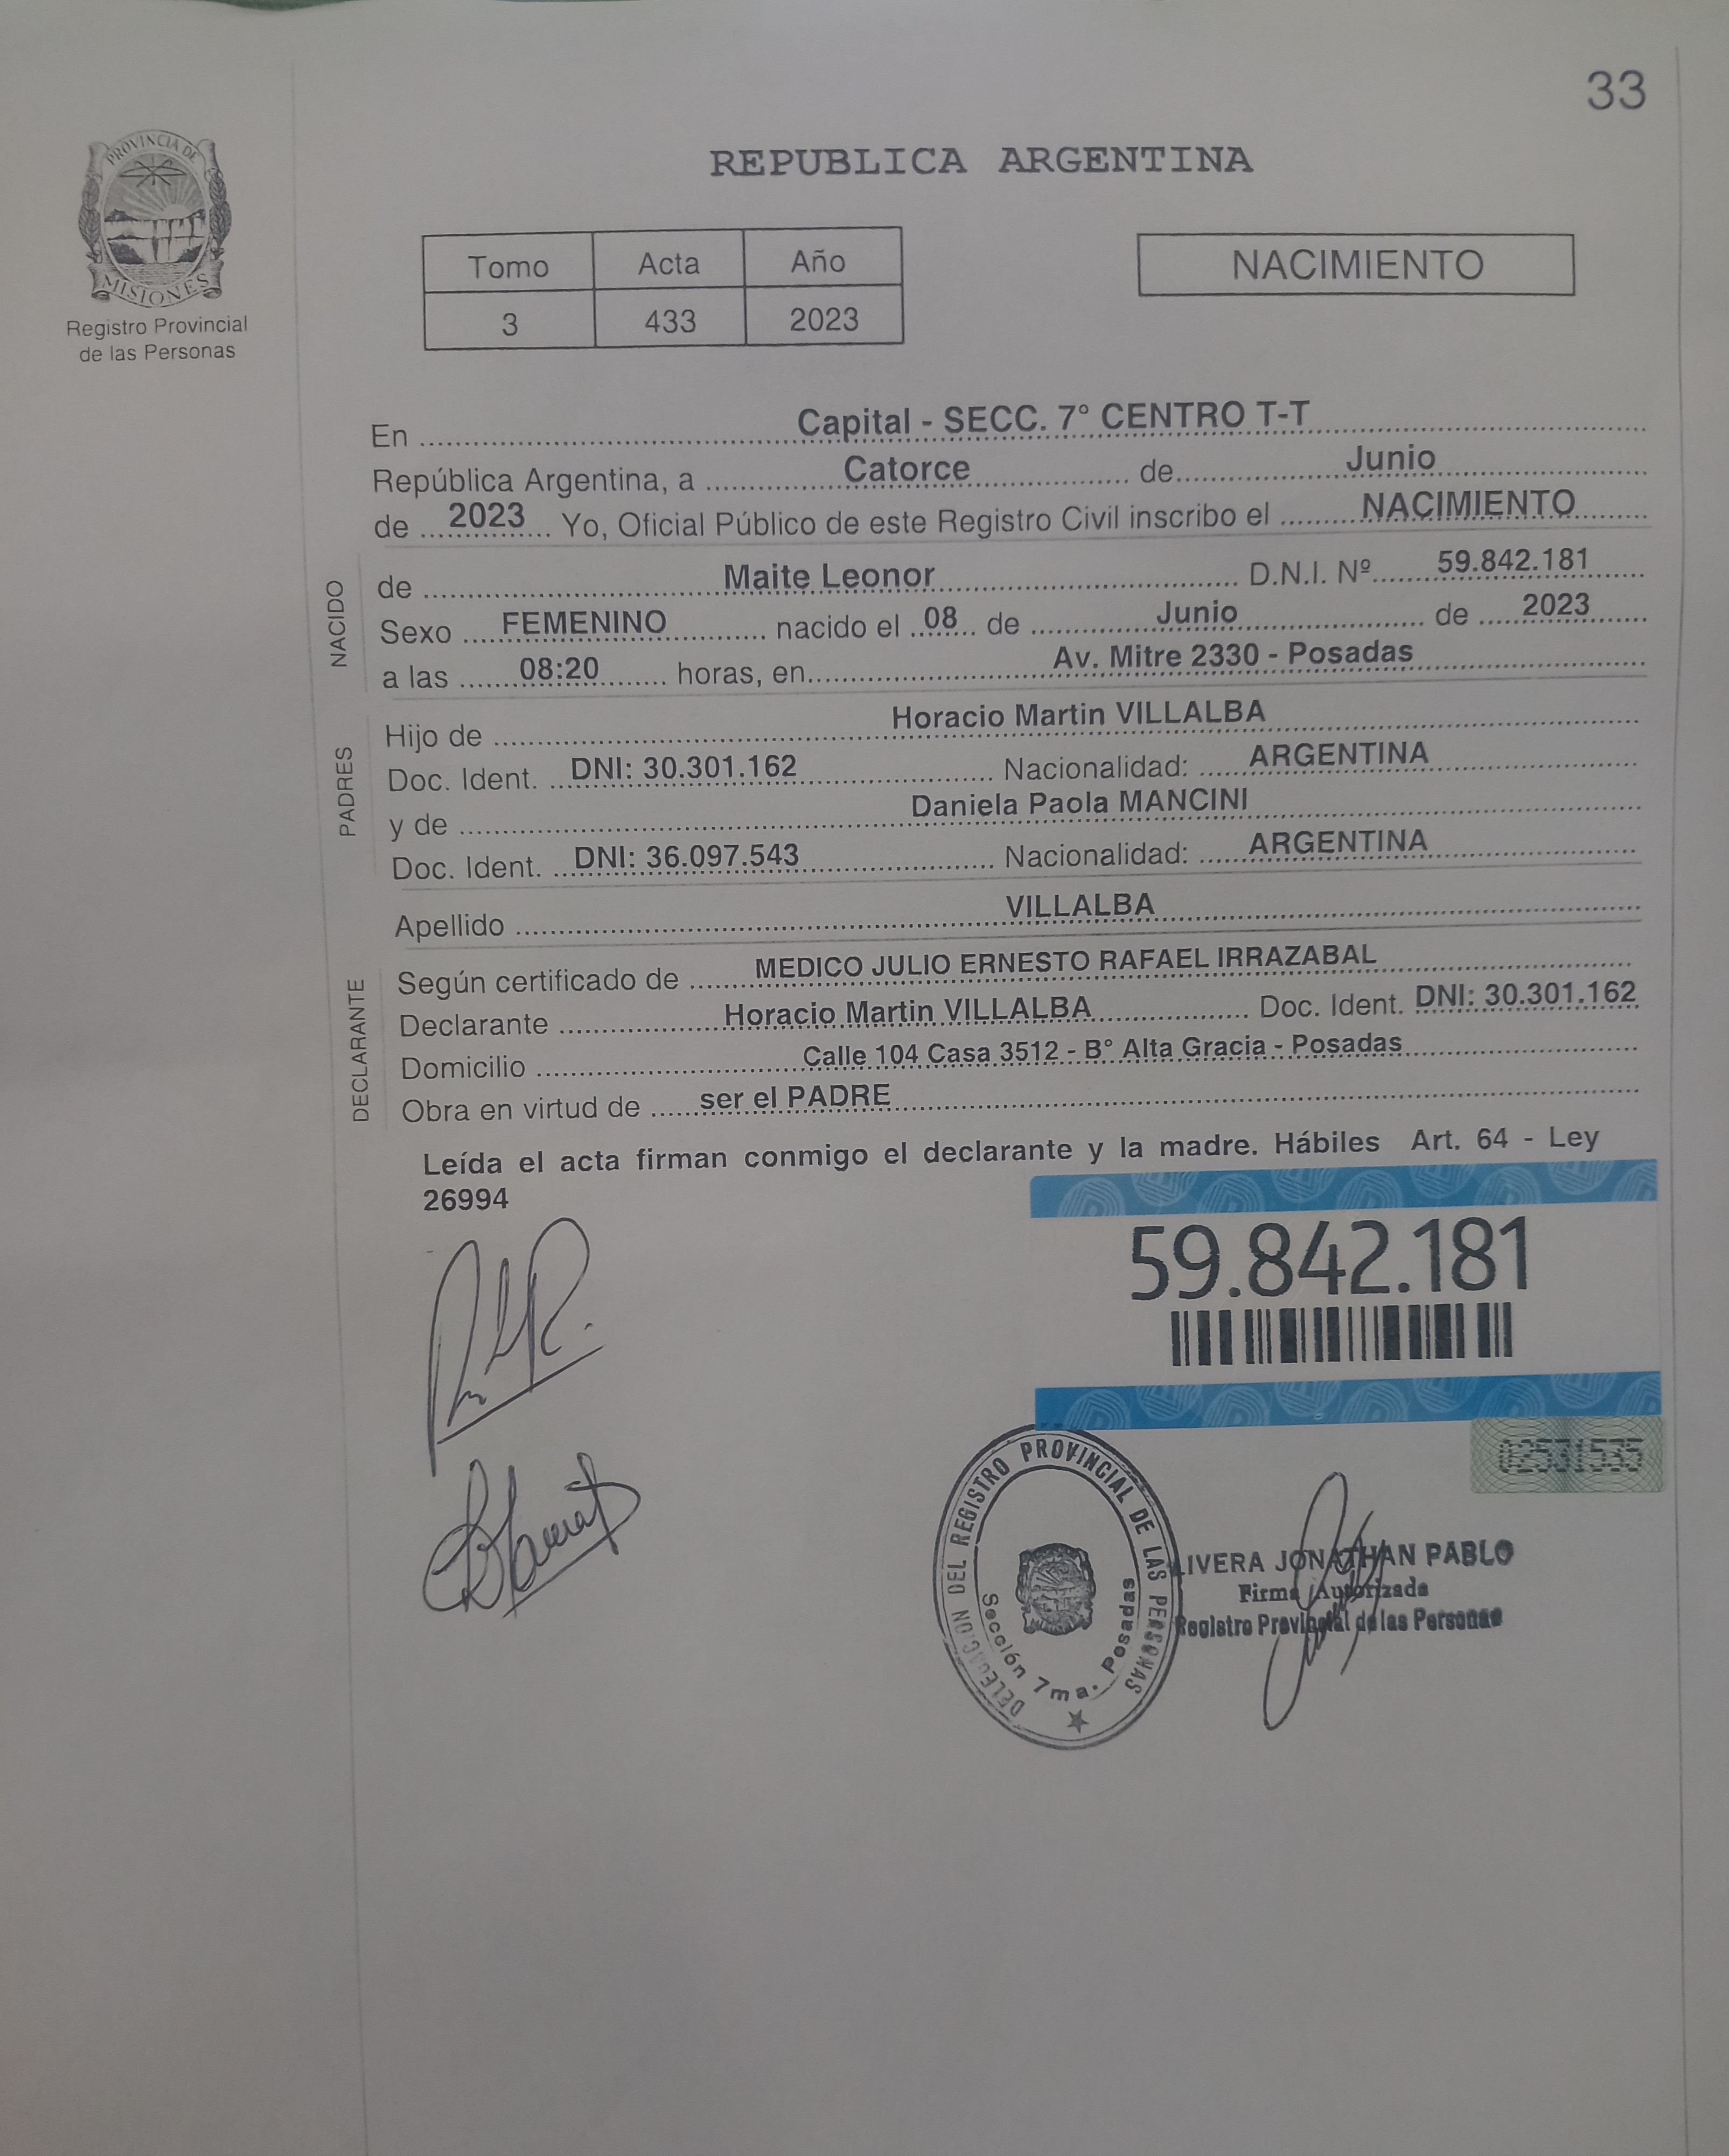 33
PROVINCIA DE
MISIONES
Registro Provincial
de las Personas
REPUBLICA ARGENTINA
Tomo Acta Año
3 433 2023
NACIMIENTO
En Capital - SECC. 7° CENTRO T-T
República Argentina, a Catorce de Junio
de 2023 Yo, Oficial Público de este Registro Civil inscribo el NACIMIENTO
NACIDO
de Maite Leonor D.N.I. Nº 59.842.181
Sexo FEMENINO nacido el 08 de Junio de 2023
a las 08:20 horas, en Av. Mitre 2330 - Posadas
PADRES
Hijo de Horacio Martin VILLALBA
Doc. Ident. DNI: 30.301.162 Nacionalidad: ARGENTINA
y de Daniela Paola MANCINI
Doc. Ident. DNI: 36.097.543 Nacionalidad: ARGENTINA
Apellido VILLALBA
DECLARANTE
Según certificado de MEDICO JULIO ERNESTO RAFAEL IRRAZABAL
Declarante Horacio Martin VILLALBA Doc. Ident. DNI: 30.301.162
Domicilio Calle 104 Casa 3512 - B° Alta Gracia - Posadas
Obra en virtud de ser el PADRE
Leída el acta firman conmigo el declarante y la madre. Hábiles Art. 64 - Ley
26994
59.842.181
02531535
DELEGACION DEL REGISTRO PROVINCIAL DE LAS PERSONAS
Sección 7ma. Posadas
LIVERA JONATHAN PABLO
Firma Autorizada
Registro Provincial de las Personas